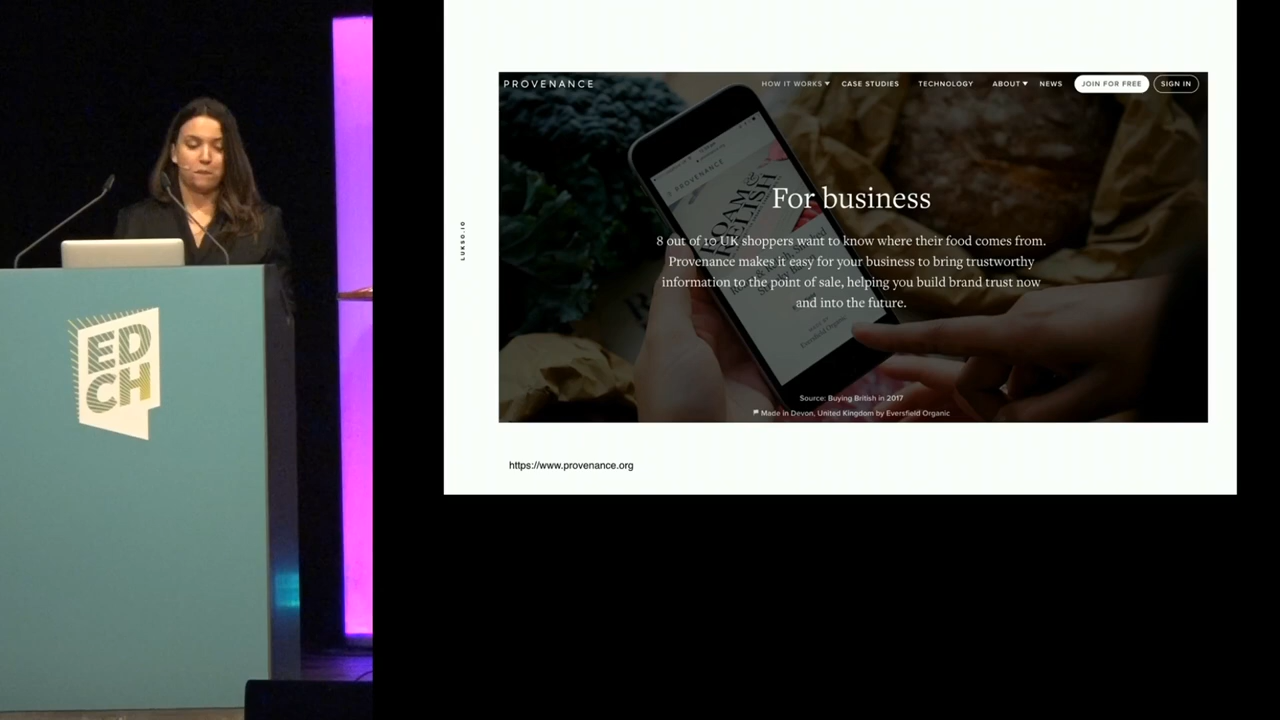 ED
CH
LUKSO.IO
PROVENANCE
HOW IT WORKS
CASE STUDIES
TECHNOLOGY
ABOUT
NEWS
JOIN FOR FREE
SIGN IN
PROVENANCE
For business
8 out of 10 UK shoppers want to know where their food comes from.
Provenance makes it easy for your business to bring trustworthy
information to the point of sale, helping you build brand trust now
and into the future.
Eversfield Organic
Source: Buying British in 2017
Made in Devon, United Kingdom by Eversfield Organic
https://www.provenance.org